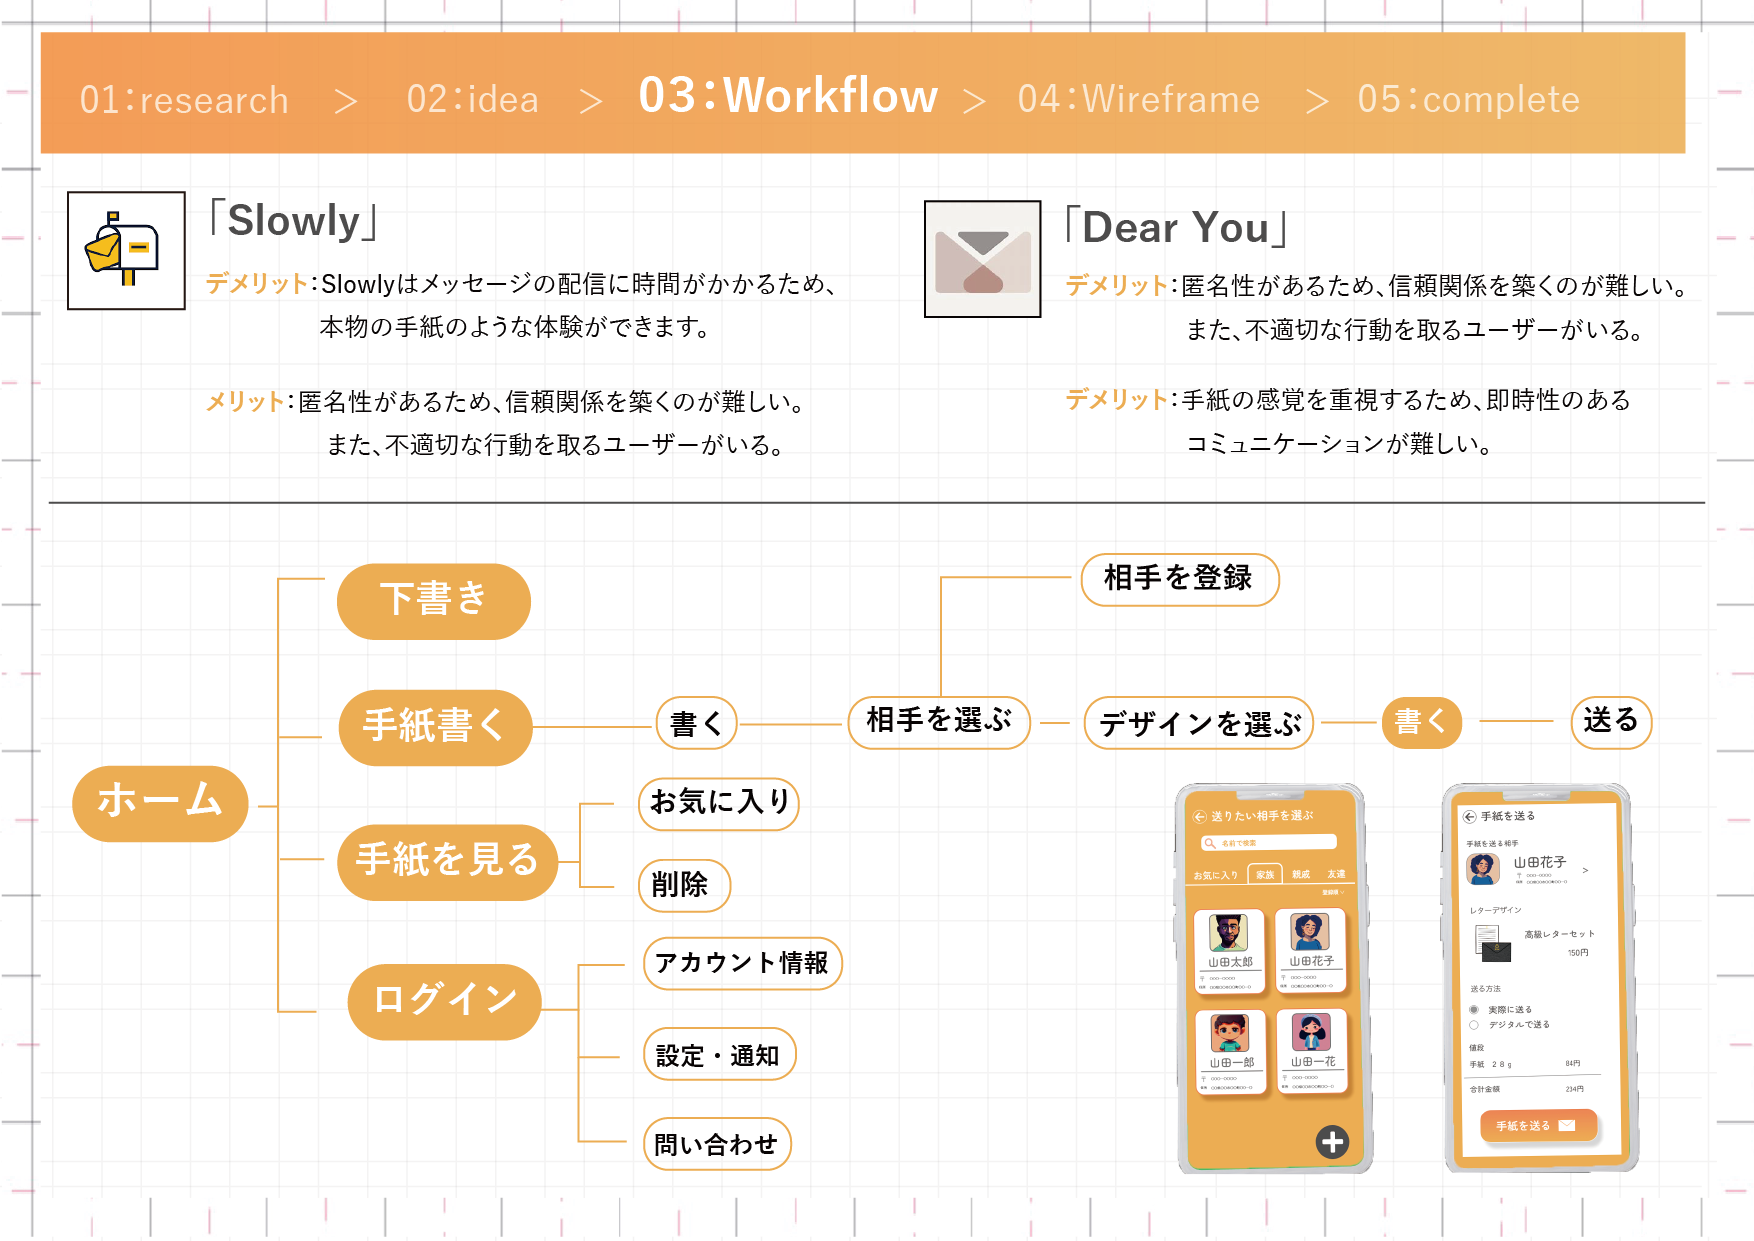 01：research > 02：idea > 03：Workflow > 04：Wireframe > 05：complete
「Slowly」
デメリット：Slowlyはメッセージの配信に時間がかかるため、
本物の手紙のような体験ができます。
メリット：匿名性があるため、信頼関係を築くのが難しい。
また、不適切な行動を取るユーザーがいる。
「Dear You」
デメリット：匿名性があるため、信頼関係を築くのが難しい。
また、不適切な行動を取るユーザーがいる。
デメリット：手紙の感覚を重視するため、即時性のある
コミュニケーションが難しい。
ホーム
下書き
手紙書く
書く
相手を選ぶ
相手を登録
デザインを選ぶ
書く
送る
手紙を見る
お気に入り
削除
ログイン
アカウント情報
設定・通知
問い合わせ
送りたい相手を選ぶ
名前で検索
お気に入り 家族 親戚 友達
登録順
山田太郎
〒 000-0000
山田花子
〒 000-0000
山田一郎
〒 000-0000
山田一花
〒 000-0000
手紙を送る
手紙を送る相手
山田花子 >
〒 000-0000
レターデザイン
高級レターセット
150円
送る方法
実際に送る
デジタルで送る
値段
手紙 28g 84円
合計金額 234円
手紙を送る